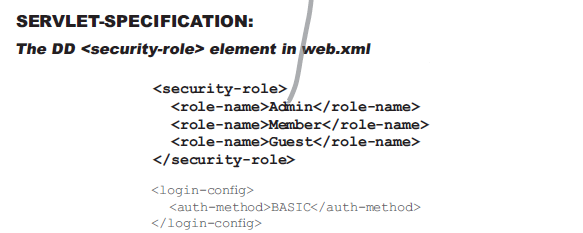 SERVLET-SPECIFICATION:
The DD <security-role> element in web.xml
<security-role>
<role-name>Admin</role-name>
<role-name>Member</role-name>
<role-name>Guest</role-name>
</security-role>
<login-config>
<auth-method>BASIC</auth-method>
</login-config>